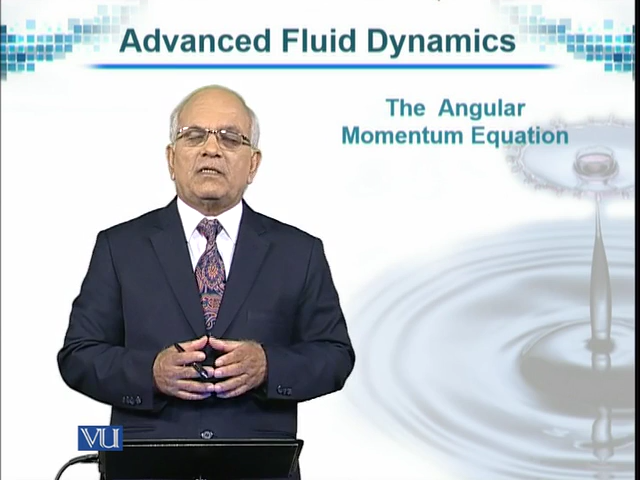 Advanced Fluid Dynamics
The Angular
Momentum Equation
VU